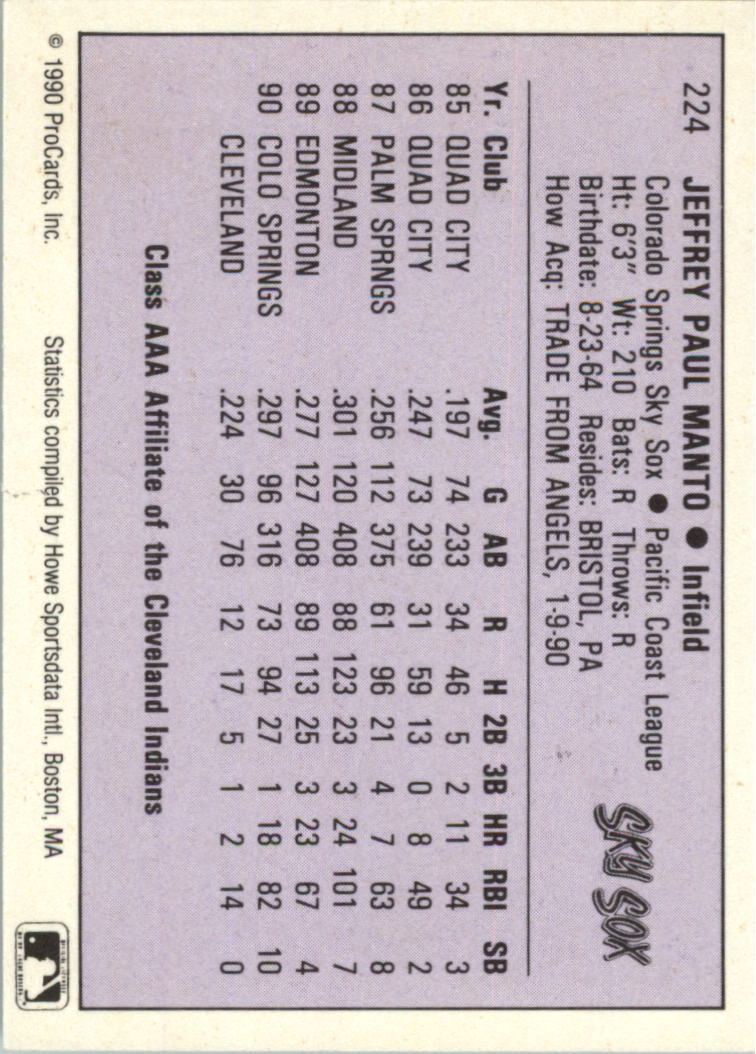 224 JEFFREY PAUL MANTO ● Infield
Colorado Springs Sky Sox ● Pacific Coast League
Ht: 6'3" Wt: 210 Bats: R Throws: R
Birthdate: 8-23-64 Resides: BRISTOL, PA
How Acq: TRADE FROM ANGELS, 1-9-90
SKY SOX
Yr. Club Avg. G AB R H 2B 3B HR RBI SB
85 QUAD CITY .197 74 233 34 46 5 2 11 34 3
86 QUAD CITY .247 73 239 31 59 13 0 8 49 2
87 PALM SPRNGS .256 112 375 61 96 21 4 7 63 8
88 MIDLAND .301 120 408 88 123 23 3 24 101 7
89 EDMONTON .277 127 408 89 113 25 3 23 67 4
90 COLO SPRINGS .297 96 316 73 94 27 1 18 82 10
CLEVELAND .224 30 76 12 17 5 1 2 14 0
Class AAA Affiliate of the Cleveland Indians
© 1990 ProCards, Inc. Statistics compiled by Howe Sportsdata Intl., Boston, MA